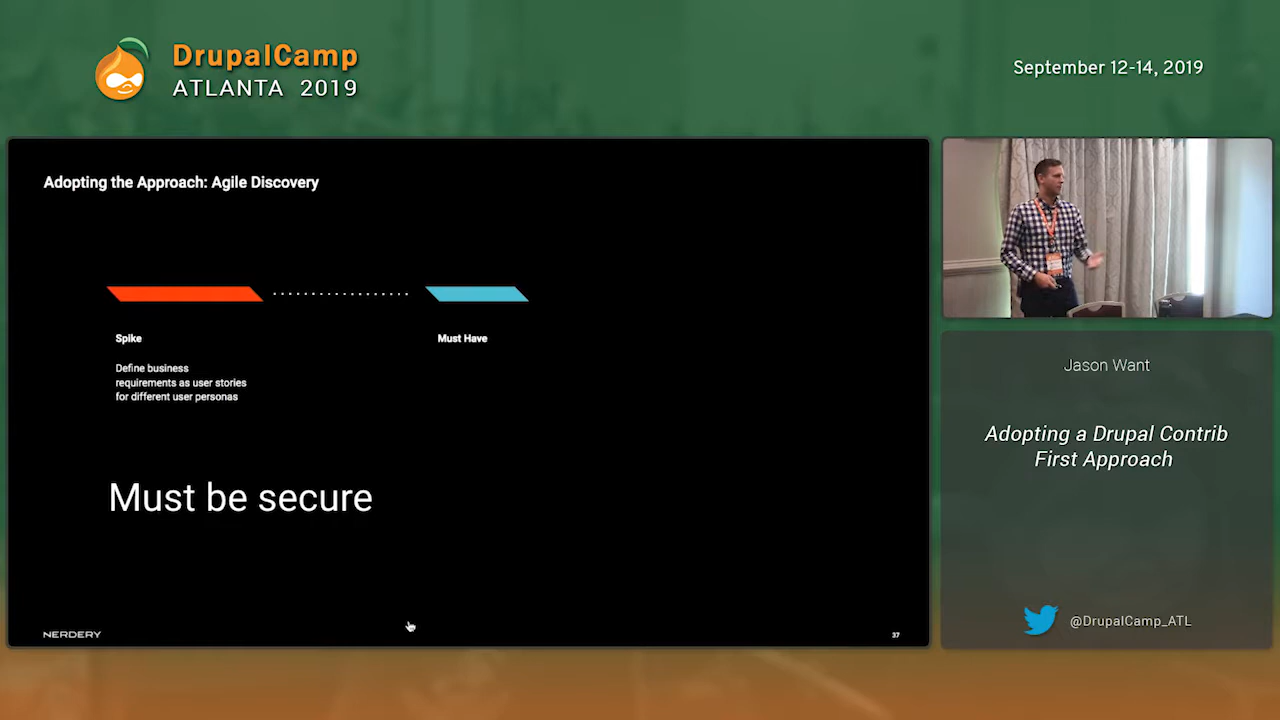 DrupalCamp
ATLANTA 2019
September 12-14, 2019
Adopting the Approach: Agile Discovery
Spike
Must Have
Define business
requirements as user stories
for different user personas
Must be secure
NERDERY
37
Jason Want
Adopting a Drupal Contrib
First Approach
@DrupalCamp_ATL